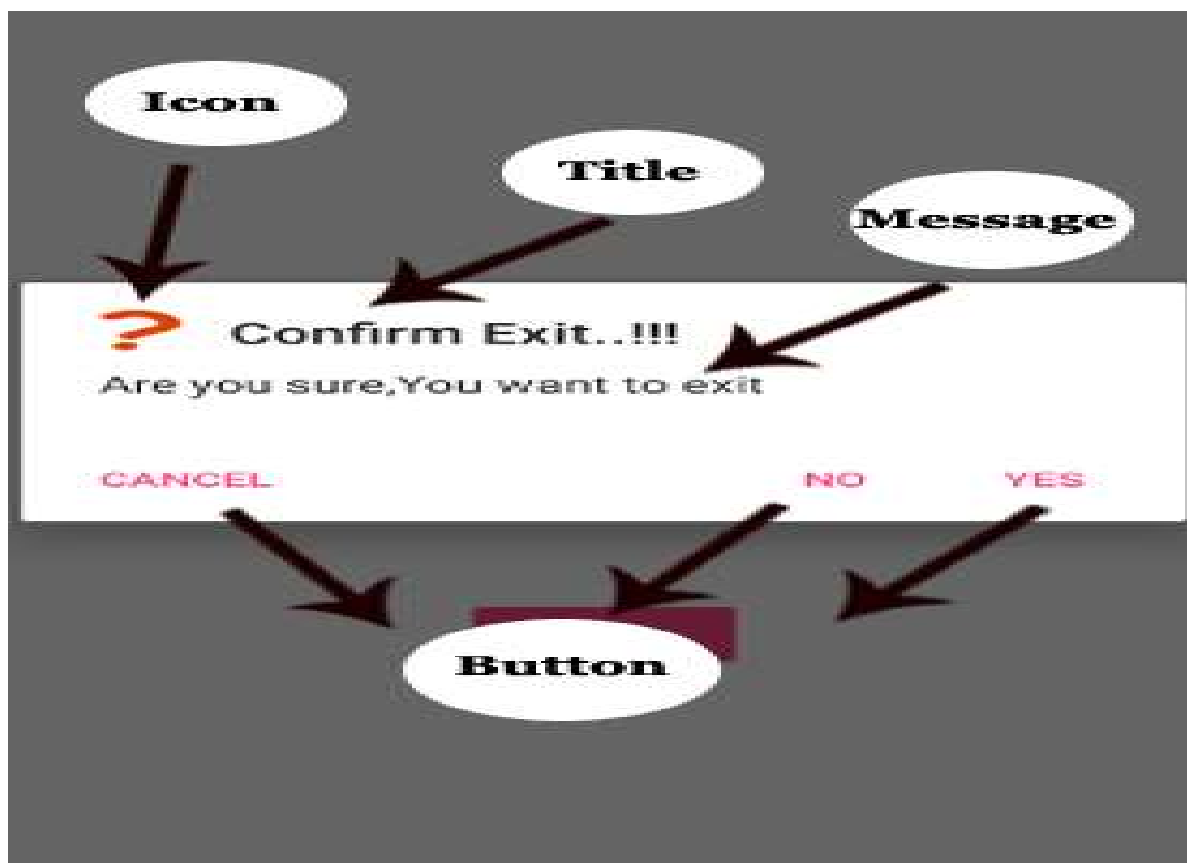 Icon
Title
Message
? Confirm Exit..!!!
Are you sure,You want to exit
CANCEL NO YES
Button